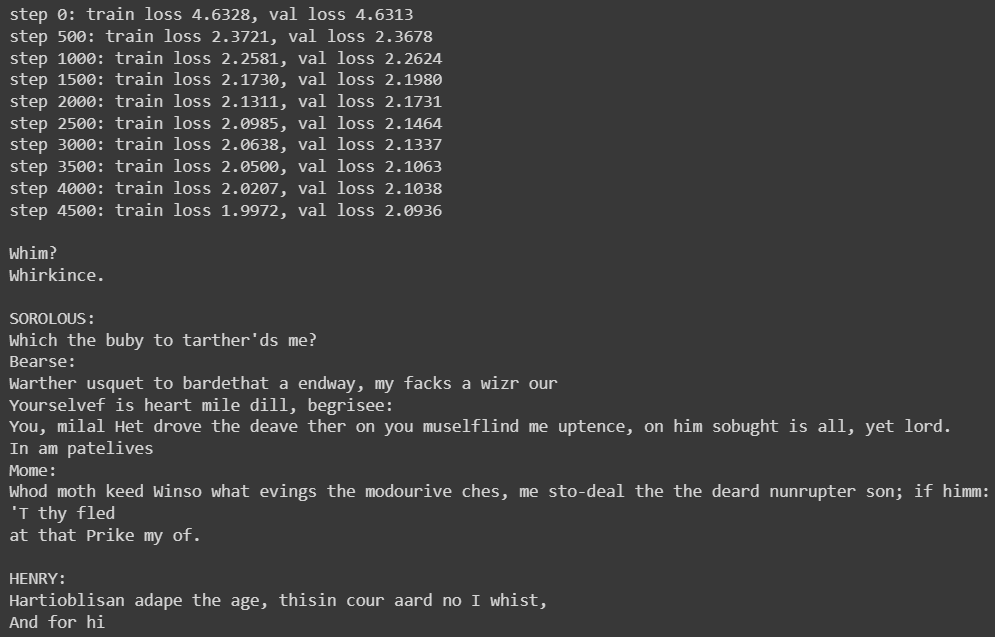 step 0: train loss 4.6328, val loss 4.6313
step 500: train loss 2.3721, val loss 2.3678
step 1000: train loss 2.2581, val loss 2.2624
step 1500: train loss 2.1730, val loss 2.1980
step 2000: train loss 2.1311, val loss 2.1731
step 2500: train loss 2.0985, val loss 2.1464
step 3000: train loss 2.0638, val loss 2.1337
step 3500: train loss 2.0500, val loss 2.1063
step 4000: train loss 2.0207, val loss 2.1038
step 4500: train loss 1.9972, val loss 2.0936

Whim?
Whirkince.

SOROLOUS:
Which the buby to tarther'ds me?
Bearse:
Warther usquet to bardethat a endway, my facks a wizr our
Yourselvef is heart mile dill, begrisee:
You, milal Het drove the deave ther on you muselflind me uptence, on him sobught is all, yet lord.
In am patelives
Mome:
Whod moth keed Winso what evings the modourive ches, me sto-deal the the deard nunrupter son; if himm:
'T thy fled
at that Prike my of.

HENRY:
Hartioblisan adape the age, thisin cour aard no I whist,
And for hi